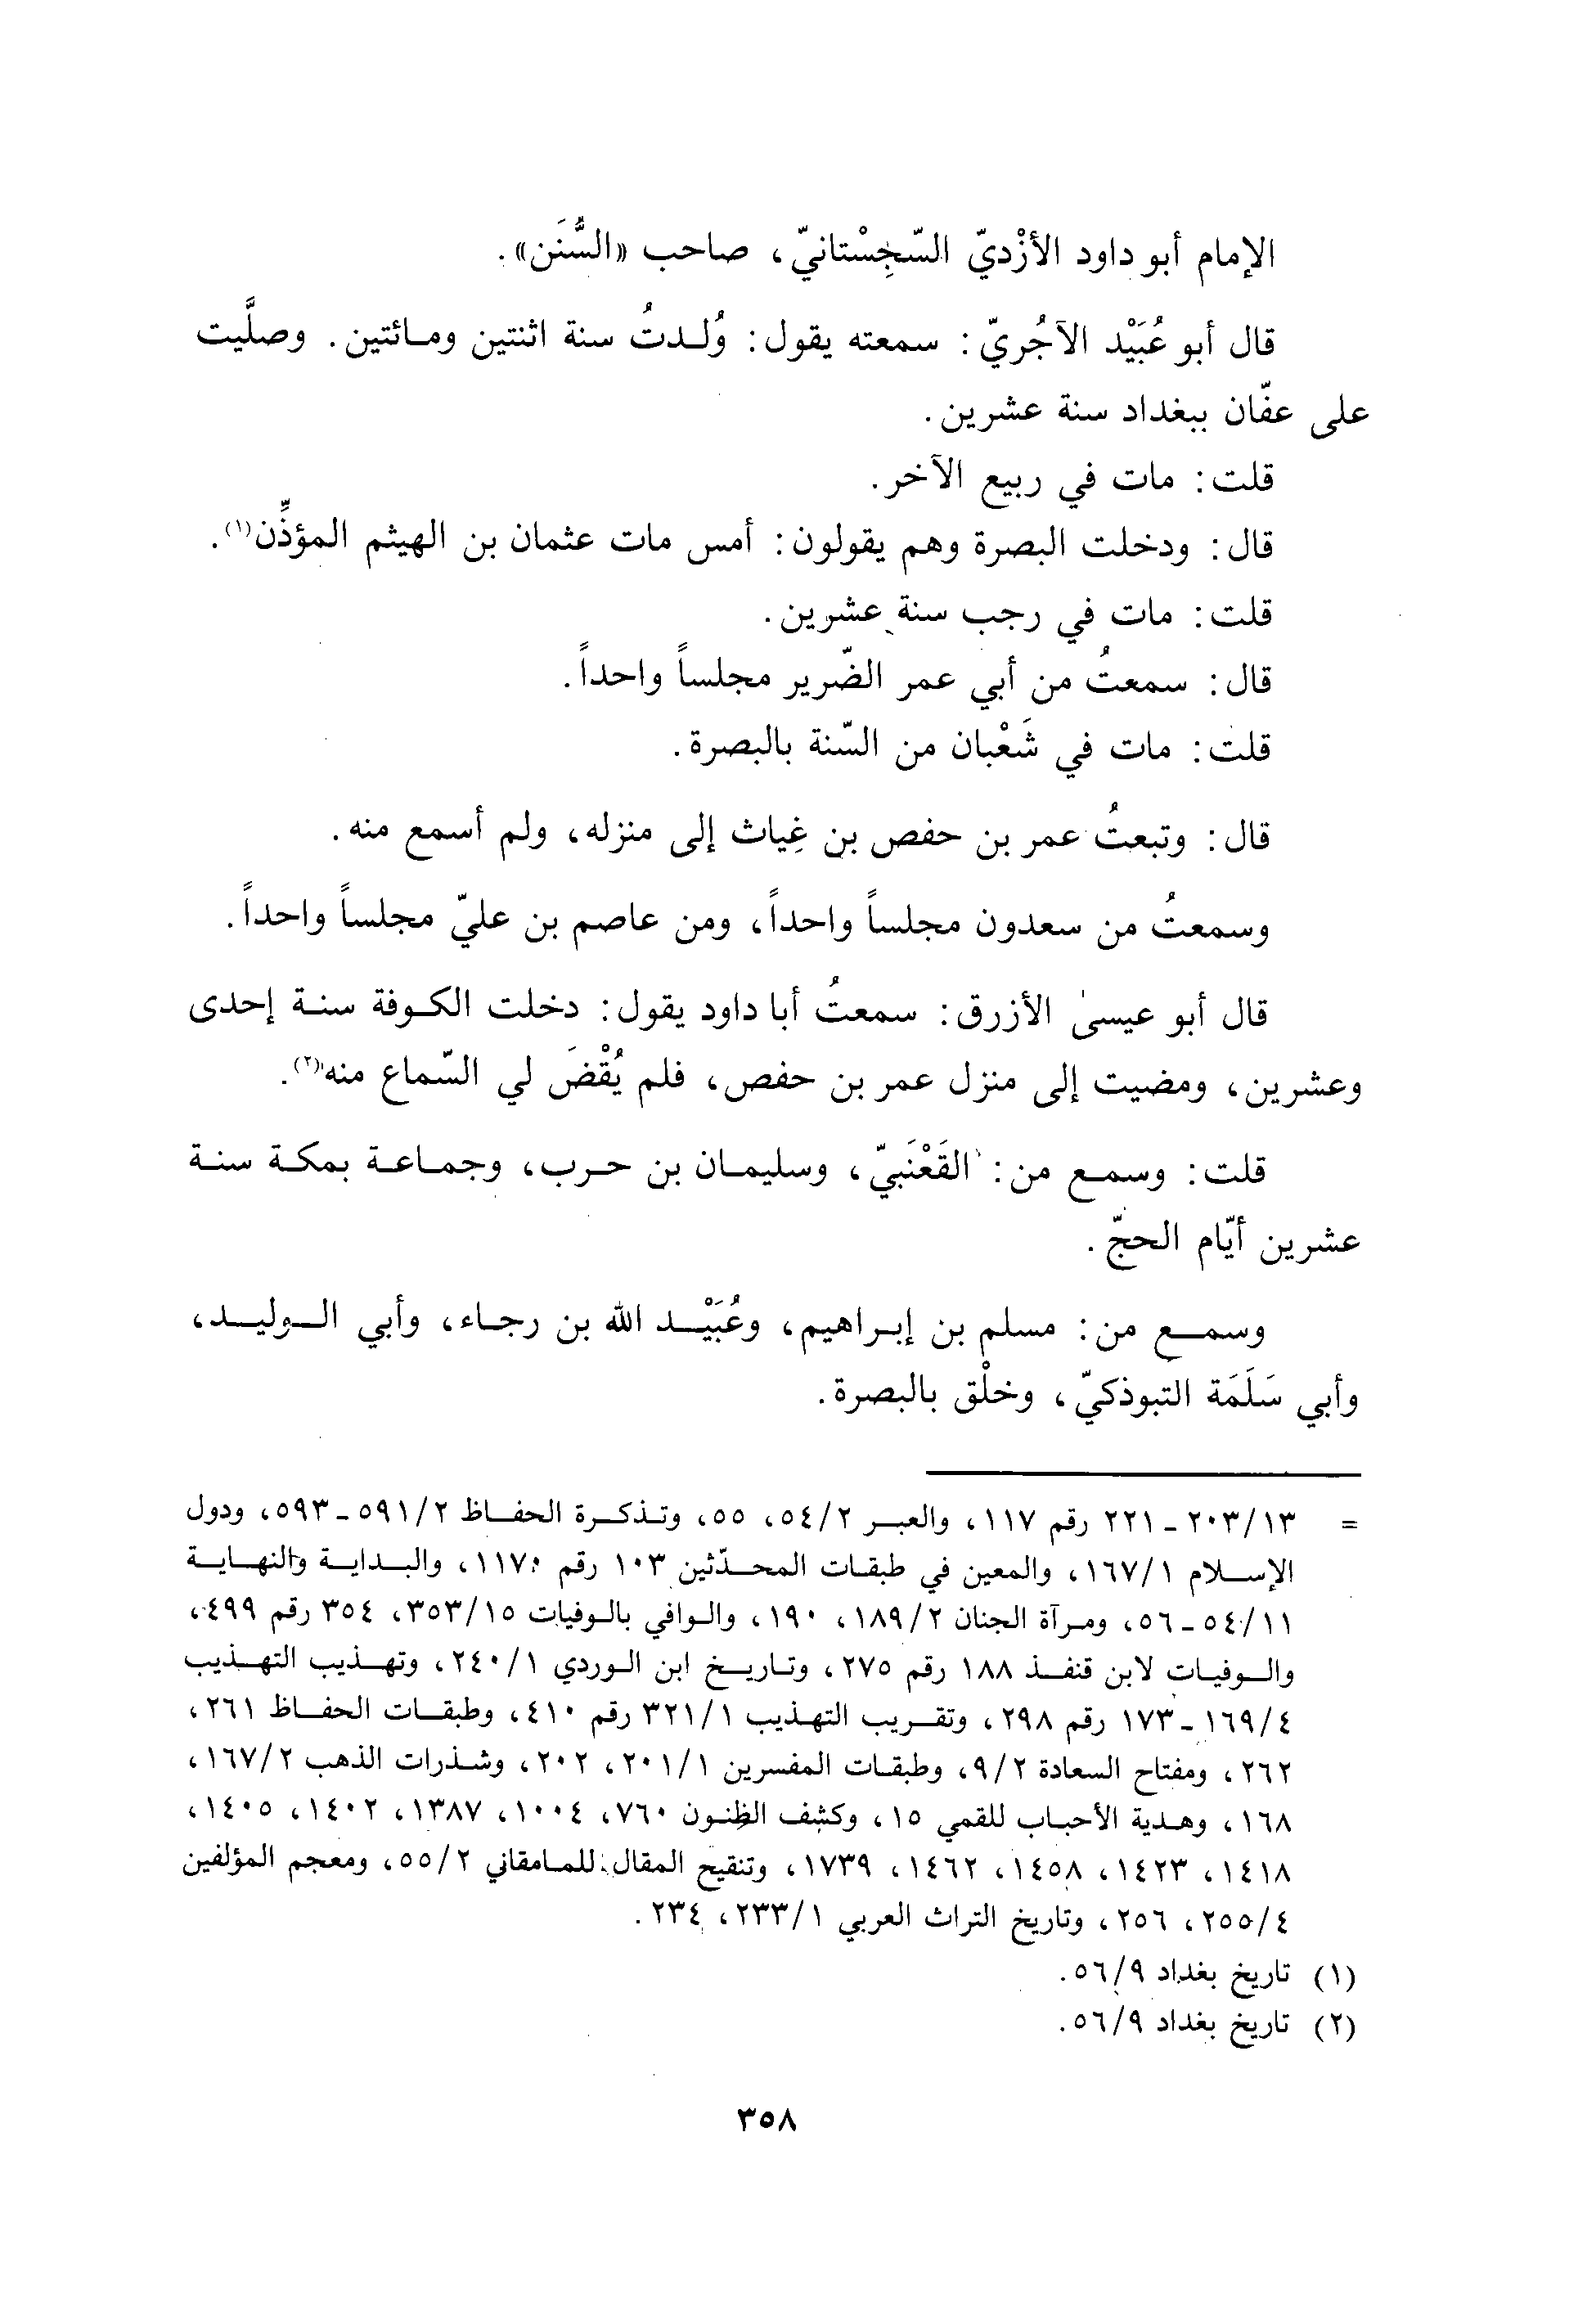 الإمام أبو داود الأزْديّ السّجِسْتانيّ، صاحب «السُّنَن».
قال أبو عُبَيْد الآجُريّ: سمعته يقول: وُلـدتُ سنة اثنتين ومـائتين. وصلَّيت
على عفّان ببغداد سنة عشرين.
قلت: مات في ربيع الآخر.
قال: ودخلت البصرة وهم يقولون: أمس مات عثمان بن الهيثم المؤذِّن(١).
قلت: مات في رجب سنة عشرين.
قال: سمعتُ من أبي عمر الضّرير مجلساً واحداً.
قلت: مات في شَعْبان من السّنة بالبصرة.
قال: وتبعتُ عمر بن حفص بن غِياث إلى منزله، ولم أسمع منه.
وسمعتُ من سعدون مجلساً واحداً، ومن عاصم بن عليّ مجلساً واحداً.
قال أبو عيسىٰ الأزرق: سمعتُ أبا داود يقول: دخلت الكـوفة سنـة إحدى
وعشرين، ومضيت إلى منزل عمر بن حفص، فلم يُقْضَ لي السّماع منه(٢).
قلت: وسمـع من: القَعْنَبيّ، وسليمـان بن حـرب، وجمـاعـة بمكـة سنـة
عشرين أيّام الحجّ.
وسمـع من: مسلم بن إبـراهيم، وعُبَيْـد الله بن رجـاء، وأبي الـوليـد،
وأبي سَلَمَة التبوذكيّ، وخلْق بالبصرة.
= ٢٠٣/١٣ ـ ٢٢١ رقم ١١٧، والعبـر ٥٤/٢، ٥٥، وتـذكـرة الحفـاظ ٥٩١/٢ ـ ٥٩٣، ودول
الإسـلام ١٦٧/١، والمعين في طبقـات المحـدّثين ١٠٣ رقم ١١٧٠، والبـدايـة والنهـايـة
٥٤/١١ ـ ٥٦، ومـرآة الجنان ١٨٩/٢، ١٩٠، والـوافي بالـوفيات ٣٥٣/١٥، ٣٥٤ رقم ٤٩٩،
والـوفيـات لابن قنفـذ ١٨٨ رقم ٢٧٥، وتـاريـخ ابن الـوردي ٢٤٠/١، وتهـذيب التهـذيب
١٦٩/٤ ـ ١٧٣ رقم ٢٩٨، وتقـريب التهـذيب ٣٢١/١ رقم ٤١٠، وطبقـات الحفـاظ ٢٦١،
٢٦٢، ومفتاح السعادة ٩/٢، وطبقـات المفسرين ٢٠١/١، ٢٠٢، وشـذرات الذهب ١٦٧/٢،
١٦٨، وهـدية الأحبـاب للقمي ١٥، وكشف الظنـون ٧٦٠، ١٠٠٤، ١٣٨٧، ١٤٠٢، ١٤٠٥،
١٤١٨، ١٤٢٣، ١٤٥٨، ١٤٦٢، ١٧٣٩، وتنقيح المقال للمـامقاني ٥٥/٢، ومعجم المؤلفين
٢٥٥/٤، ٢٥٦، وتاريخ التراث العربي ٢٣٣/١، ٢٣٤.
(١) تاريخ بغداد ٥٦/٩.
(٢) تاريخ بغداد ٥٦/٩.
٣٥٨